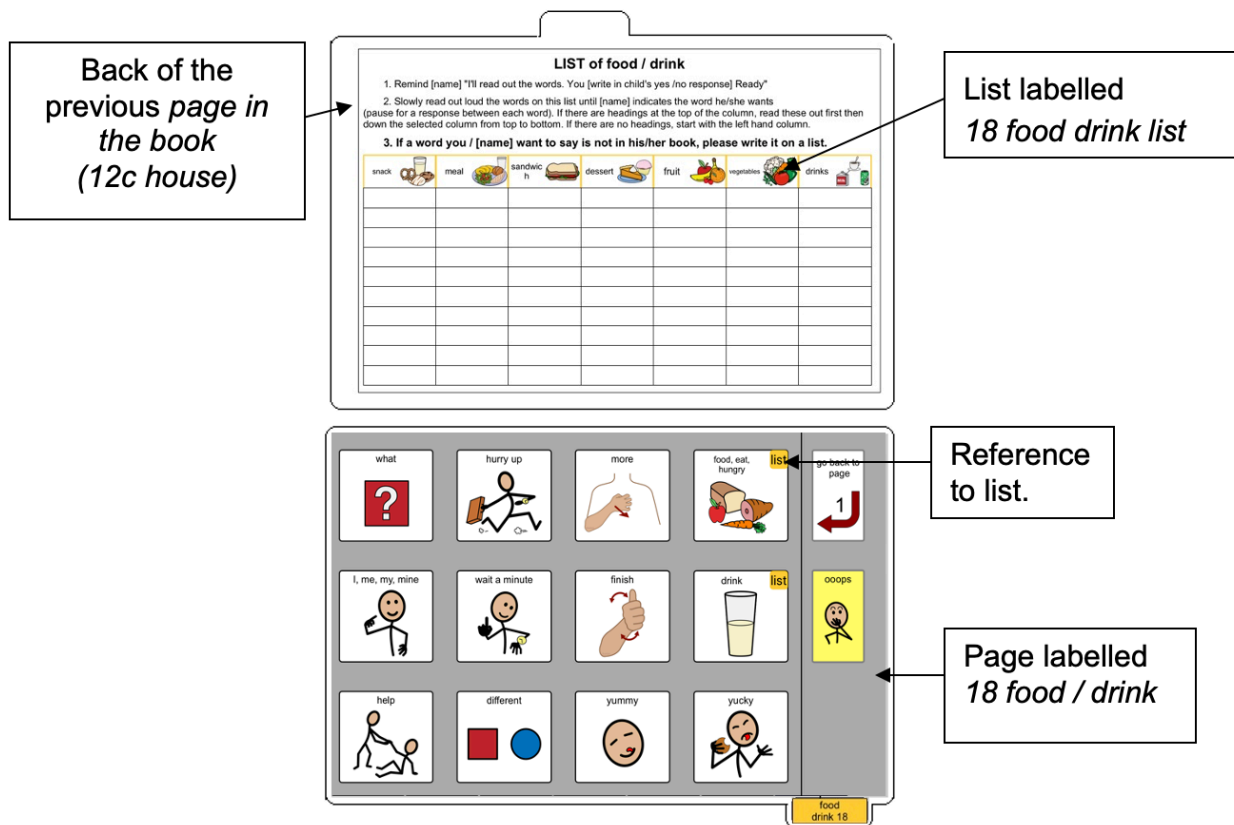 Back of the
previous page in
the book
(12c house)
LIST of food / drink
1. Remind [name] "I'll read out the words. You [write in child's yes /no response] Ready"
2. Slowly read out loud the words on this list until [name] indicates the word he/she wants
(pause for a response between each word). If there are headings at the top of the column, read these out first then
down the selected column from top to bottom. If there are no headings, start with the left hand column.
3. If a word you / [name] want to say is not in his/her book, please write it on a list.
snack
meal
sandwic
h
dessert
fruit
vegetables
drinks
List labelled
18 food drink list
what
hurry up
more
food, eat,
hungry
list
go back to
page
1
Reference
to list.
I, me, my, mine
wait a minute
finish
drink
list
ooops
Page labelled
18 food / drink
help
different
yummy
yucky
food
drink 18